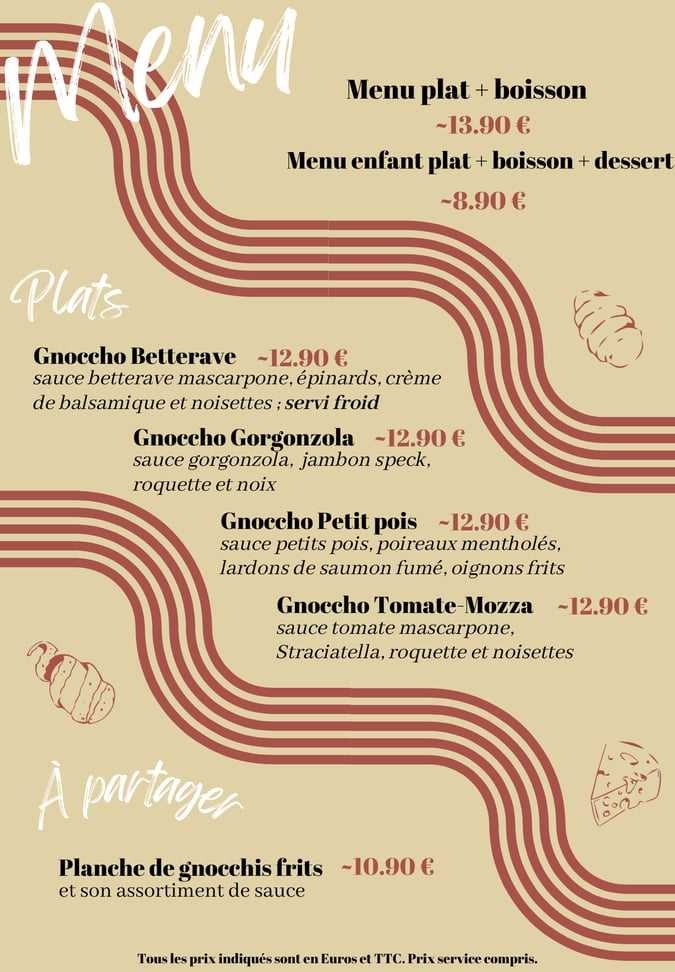 Menu
Menu plat + boisson
~13.90 €
Menu enfant plat + boisson + dessert
~8.90 €
Plats
Gnoccho Betterave ~12.90 €
sauce betterave mascarpone, épinards, crème
de balsamique et noisettes ; servi froid
Gnoccho Gorgonzola ~12.90 €
sauce gorgonzola, jambon speck,
roquette et noix
Gnoccho Petit pois ~12.90 €
sauce petits pois, poireaux mentholés,
lardons de saumon fumé, oignons frits
Gnoccho Tomate-Mozza ~12.90 €
sauce tomate mascarpone,
Straciatella, roquette et noisettes
À partager
Planche de gnocchis frits ~10.90 €
et son assortiment de sauce
Tous les prix indiqués sont en Euros et TTC. Prix service compris.